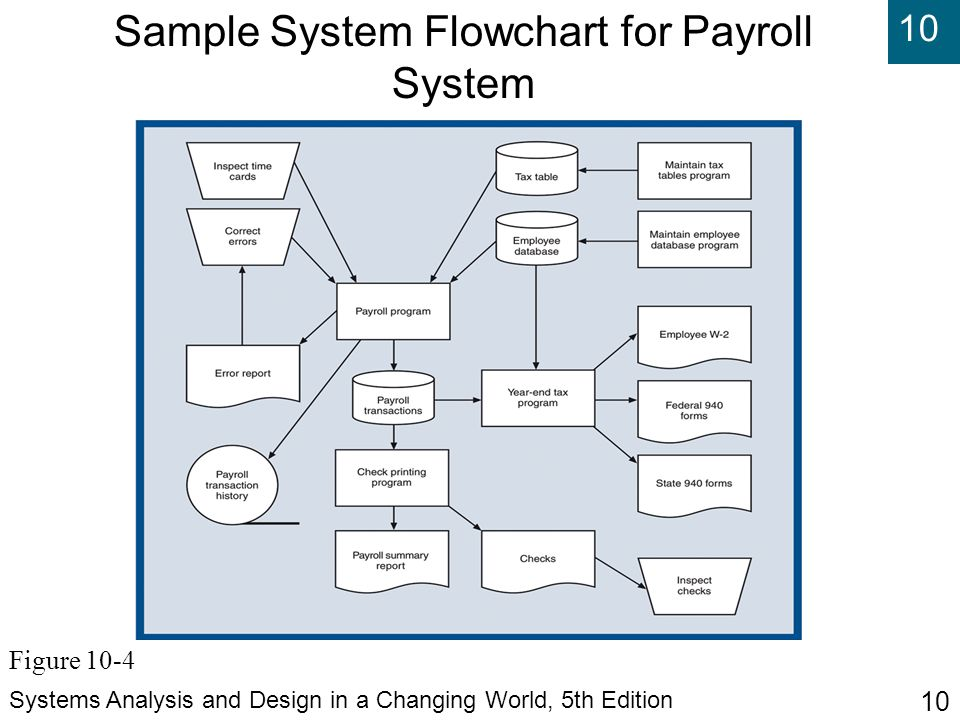 Sample System Flowchart for Payroll
System
10
Inspect time
cards
Tax table
Maintain tax
tables program
Correct
errors
Employee
database
Maintain employee
database program
Payroll program
Employee W-2
Error report
Payroll
transactions
Year-end tax
program
Federal 940
forms
Payroll
transaction
history
Check printing
program
State 940 forms
Payroll summary
report
Checks
Inspect
checks
Figure 10-4
Systems Analysis and Design in a Changing World, 5th Edition
10